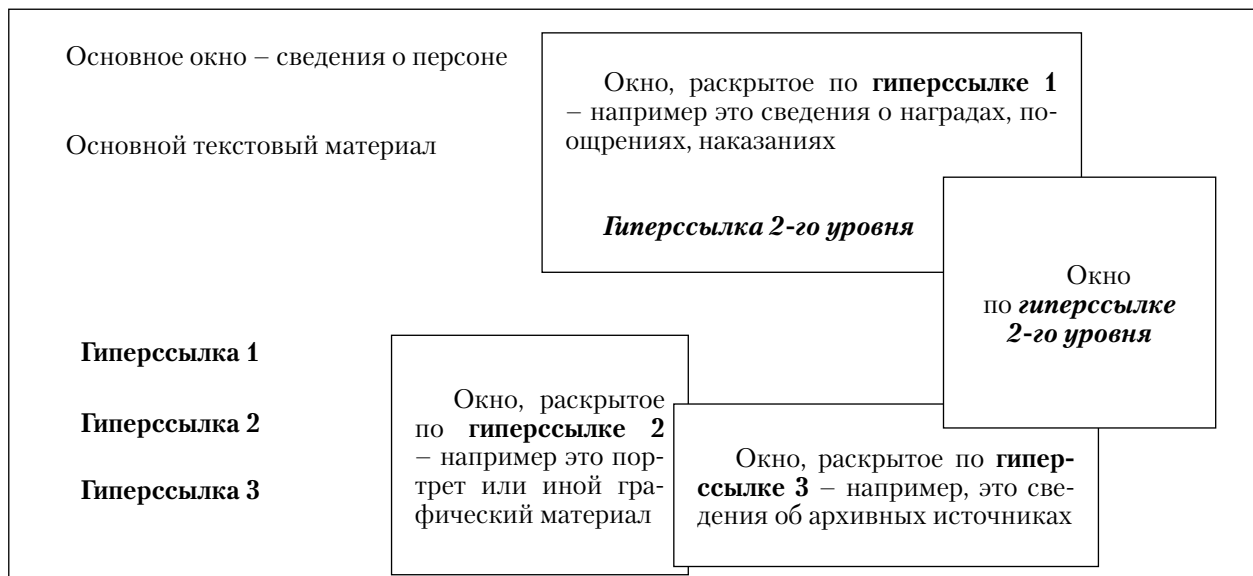 Основное окно – сведения о персоне
Основной текстовый материал
Окно, раскрытое по гиперссылке 1
– например это сведения о наградах, по-
ощрениях, наказаниях
Гиперссылка 2-го уровня
Окно
по гиперссылке
2-го уровня
Гиперссылка 1
Гиперссылка 2
Гиперссылка 3
Окно, раскрытое
по гиперссылке 2
– например это пор-
трет или иной гра-
фический материал
Окно, раскрытое по гипер-
ссылке 3 – например, это све-
дения об архивных источниках